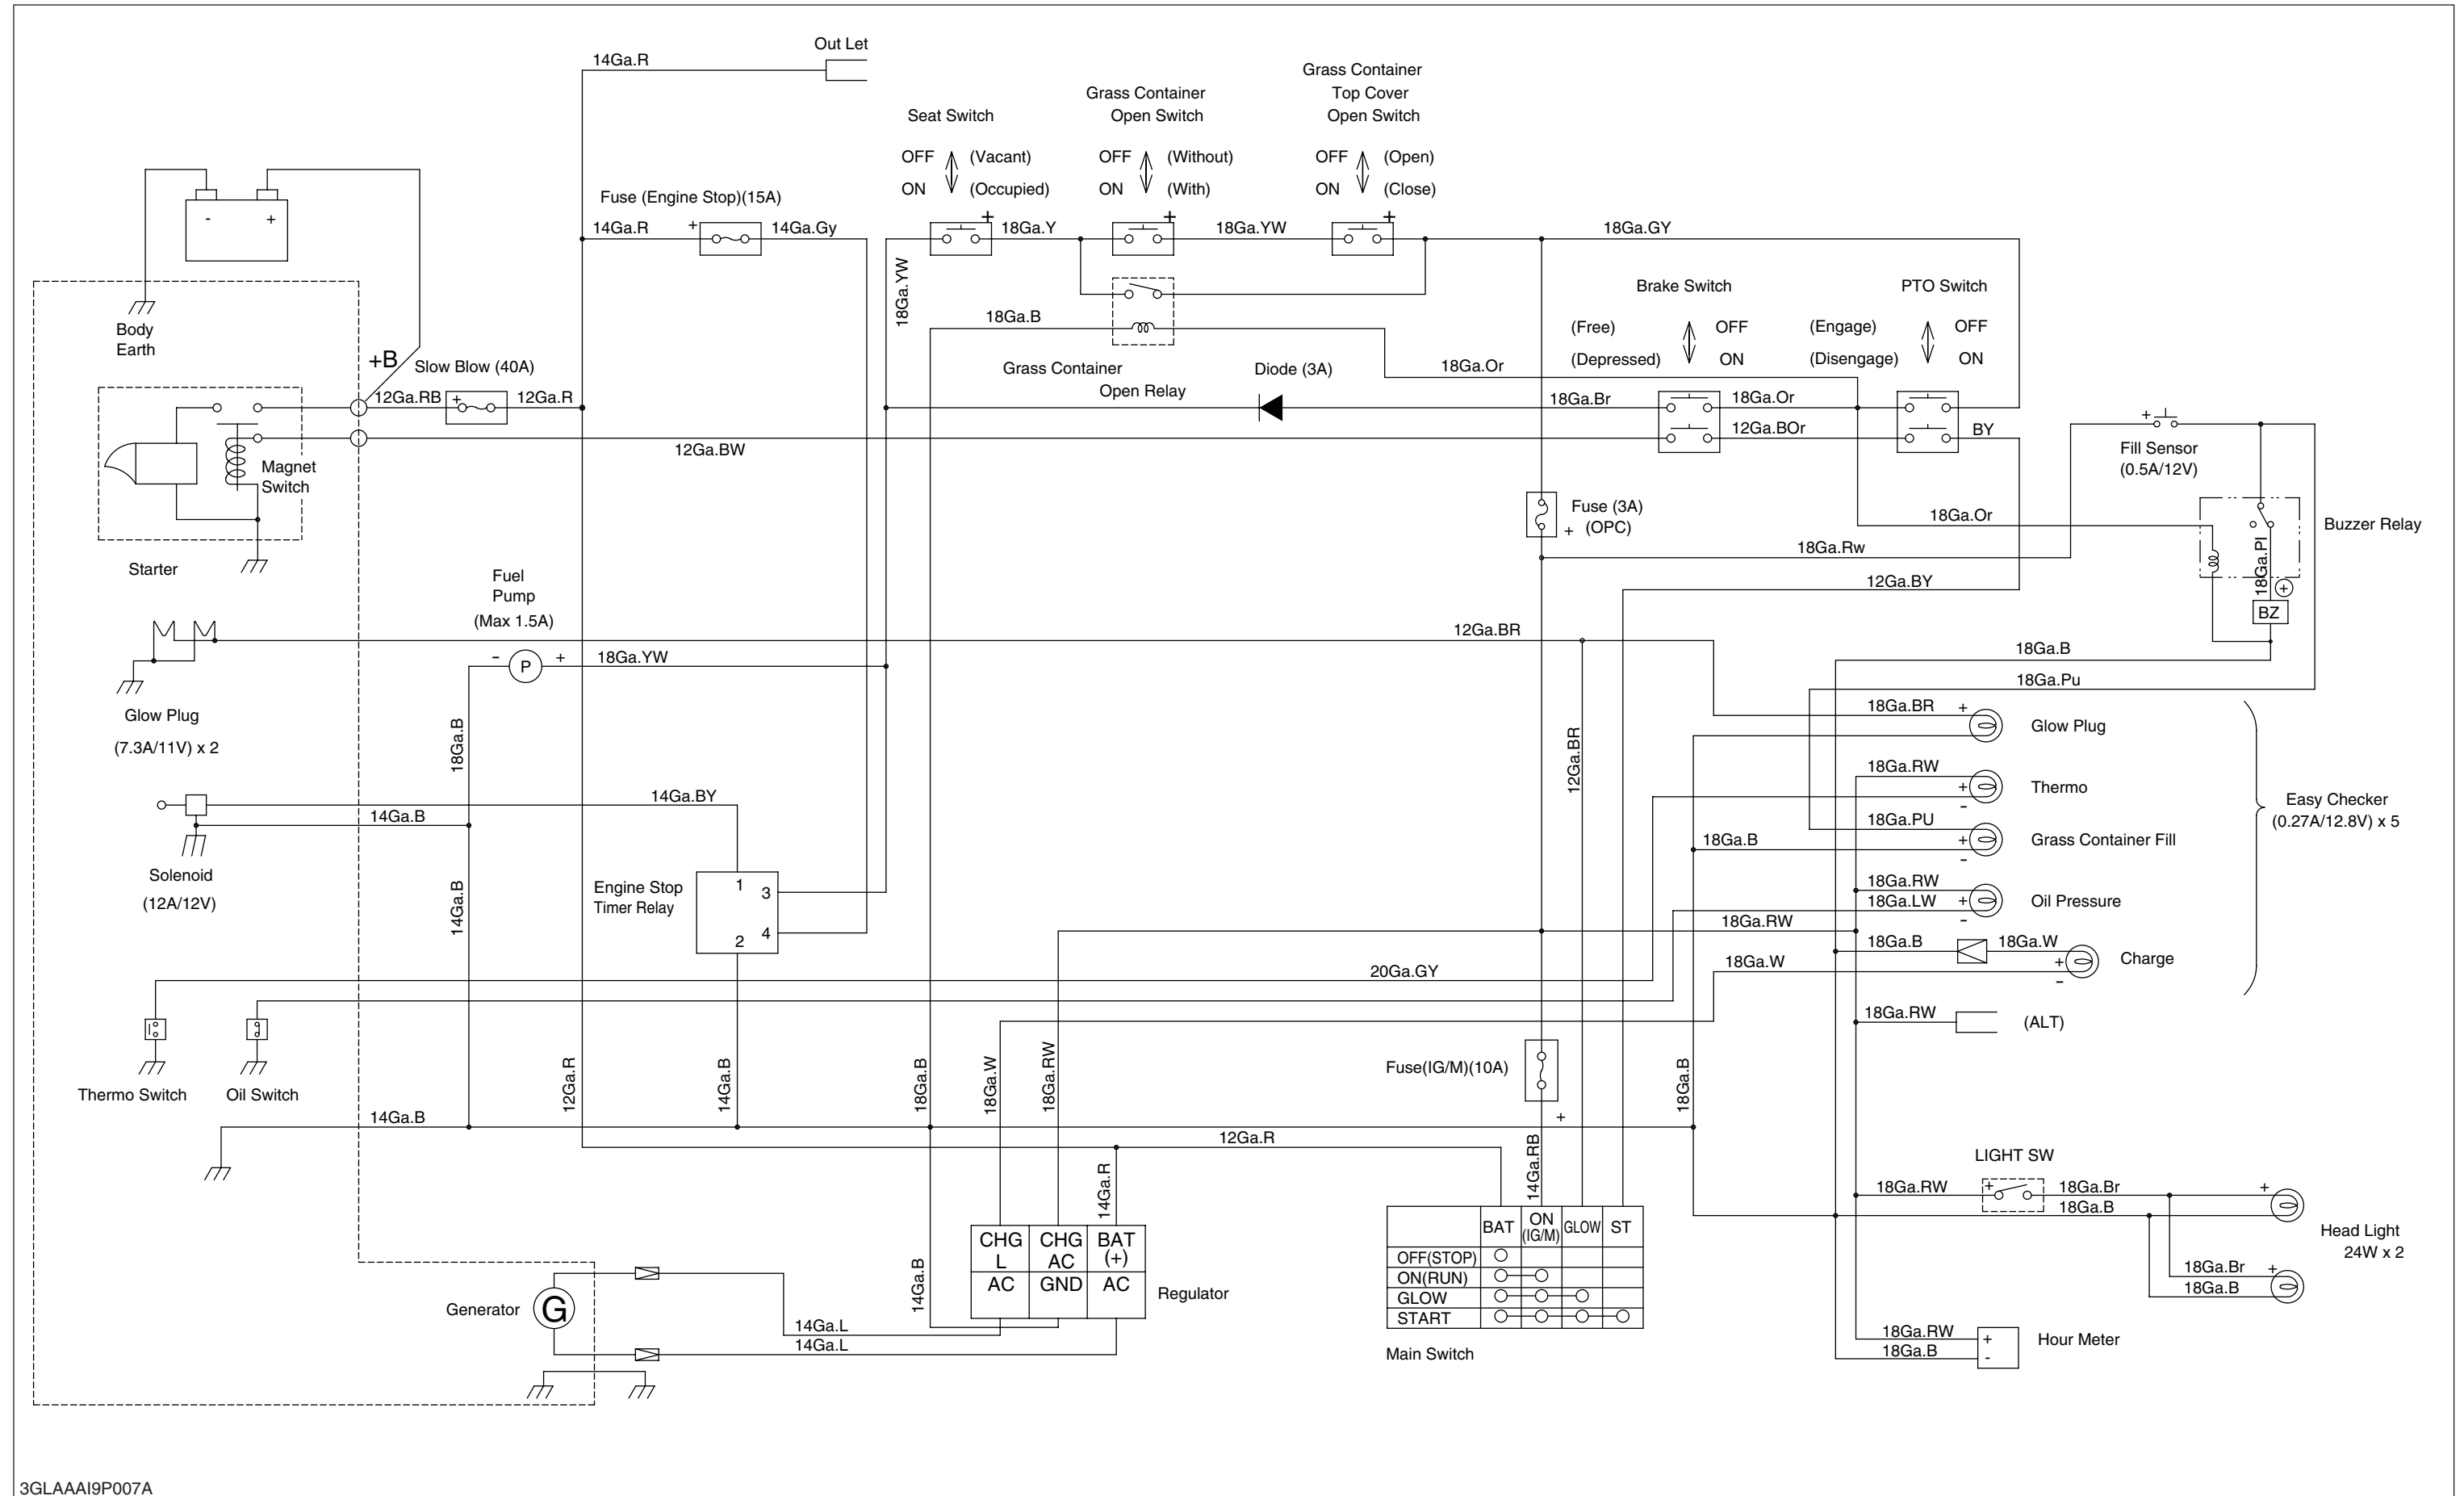 Out Let
14Ga.R
Grass Container
Top Cover
Open Switch
Grass Container
Open Switch
Seat Switch
OFF (Vacant)
ON (Occupied)
OFF (Without)
ON (With)
OFF (Open)
ON (Close)
Fuse (Engine Stop)(15A)
14Ga.R + 14Ga.Gy
+ 18Ga.Y
+ 18Ga.YW
+ 18Ga.GY
18Ga.YW
- +
Body
Earth
+B
Slow Blow (40A)
12Ga.RB + 12Ga.R
18Ga.B
Grass Container
Open Relay
Diode (3A)
18Ga.Or
Brake Switch
(Free) OFF
(Depressed) ON
PTO Switch
(Engage) OFF
(Disengage) ON
18Ga.Br
18Ga.Or
12Ga.BOr
BY
12Ga.BW
Magnet
Switch
Starter
Fuse (3A)
+ (OPC)
+
Fill Sensor
(0.5A/12V)
18Ga.Or
18Ga.Rw
Buzzer Relay
18Ga.Pl
+
BZ
12Ga.BY
Fuel
Pump
(Max 1.5A)
- P + 18Ga.YW
12Ga.BR
18Ga.B
18Ga.Pu
Glow Plug
(7.3A/11V) x 2
18Ga.B
12Ga.BR
18Ga.BR +
Glow Plug
18Ga.RW
+
-
Thermo
18Ga.PU
18Ga.B
+
-
Grass Container Fill
18Ga.RW
18Ga.LW +
-
Oil Pressure
18Ga.RW
18Ga.B
18Ga.W
18Ga.W
+
-
Charge
Easy Checker
(0.27A/12.8V) x 5
14Ga.BY
14Ga.B
Solenoid
(12A/12V)
14Ga.B
Engine Stop
Timer Relay
1
3
2
4
20Ga.GY
18Ga.RW
(ALT)
Thermo Switch
Oil Switch
12Ga.R
14Ga.B
18Ga.B
18Ga.W
18Ga.RW
Fuse(IG/M)(10A)
+
18Ga.B
14Ga.B
12Ga.R
14Ga.R
14Ga.RB
LIGHT SW
18Ga.RW + 18Ga.Br +
18Ga.B
Head Light
24W x 2
18Ga.Br +
18Ga.B
CHG
L
CHG
AC
BAT
(+)
AC GND AC
Regulator
14Ga.B
Generator
G
14Ga.L
14Ga.L
BAT ON
(IG/M) GLOW ST
OFF(STOP)
ON(RUN)
GLOW
START
Main Switch
18Ga.RW +
18Ga.B -
Hour Meter
3GLAAAI9P007A